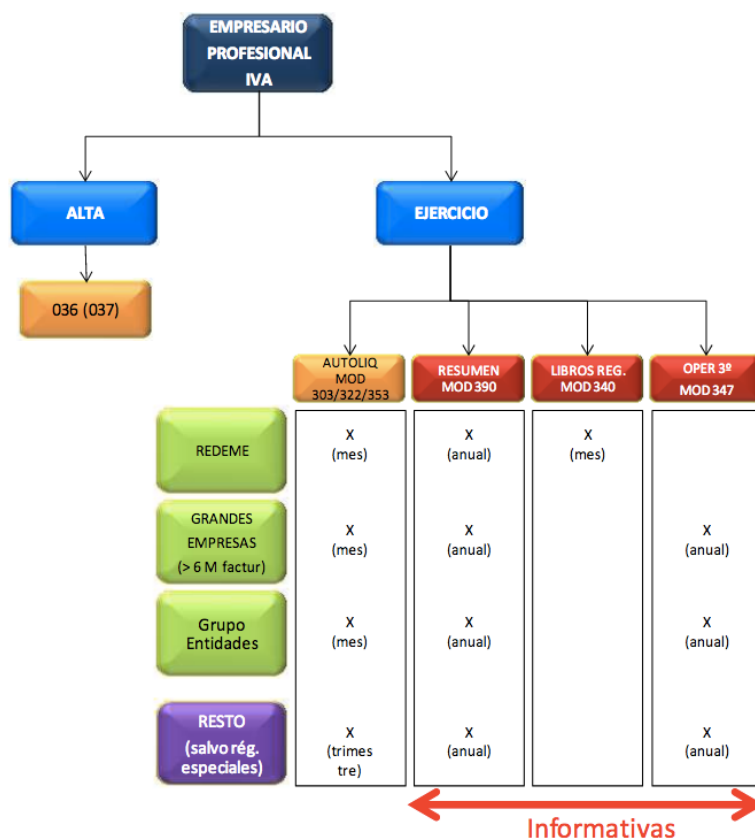 EMPRESARIO
PROFESIONAL
IVA
ALTA
EJERCICIO
036 (037)
AUTOLIQ
MOD
303/322/353
RESUMEN
MOD 390
LIBROS REG.
MOD 340
OPER 3º
MOD 347
REDEME
X
(mes)
X
(anual)
X
(mes)
GRANDES
EMPRESAS
(> 6 M factur)
X
(mes)
X
(anual)
X
(anual)
Grupo
Entidades
X
(mes)
X
(anual)
X
(anual)
RESTO
(salvo rég.
especiales)
X
(trimes
tre)
X
(anual)
X
(anual)
Informativas